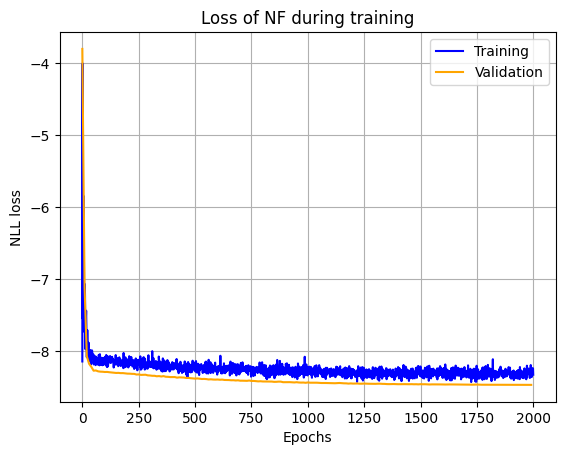 Loss of NF during training
Training
Validation
−4
−5
−6
−7
−8
NLL loss
0
250
500
750
1000
1250
1500
1750
2000
Epochs